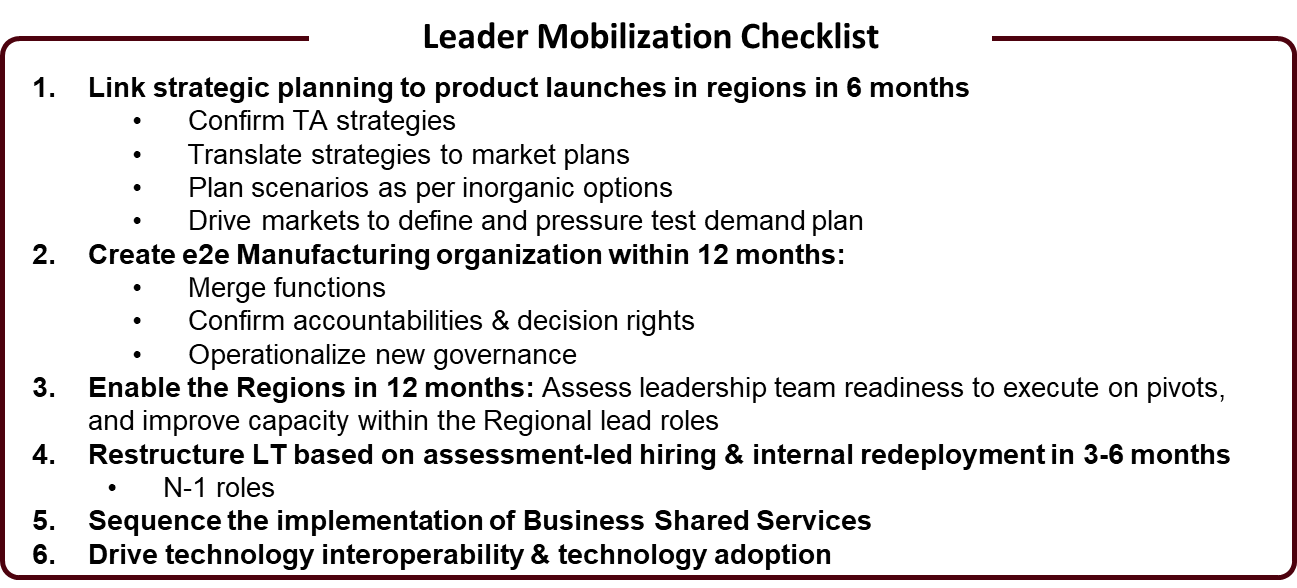 Leader Mobilization Checklist
1. Link strategic planning to product launches in regions in 6 months
• Confirm TA strategies
• Translate strategies to market plans
• Plan scenarios as per inorganic options
• Drive markets to define and pressure test demand plan
2. Create e2e Manufacturing organization within 12 months:
• Merge functions
• Confirm accountabilities & decision rights
• Operationalize new governance
3. Enable the Regions in 12 months: Assess leadership team readiness to execute on pivots,
and improve capacity within the Regional lead roles
4. Restructure LT based on assessment-led hiring & internal redeployment in 3-6 months
• N-1 roles
5. Sequence the implementation of Business Shared Services
6. Drive technology interoperability & technology adoption